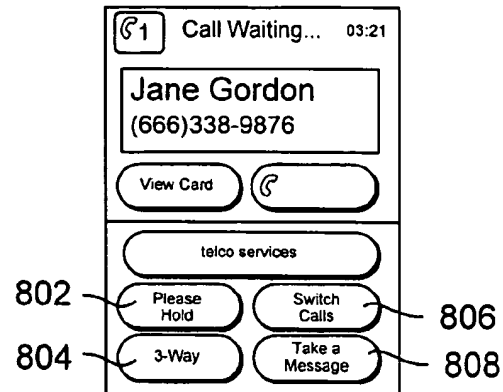 1 Call Waiting... 03:21
Jane Gordon
(666)338-9876
View Card
telco services
802 Please Hold Switch Calls 806
804 3-Way Take a Message 808